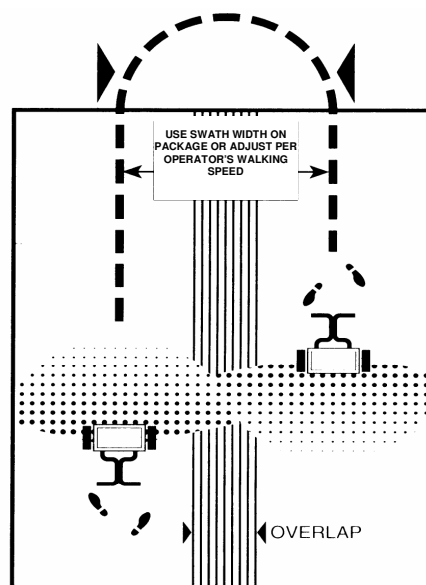 USE SWATH WIDTH ON
PACKAGE OR ADJUST PER
OPERATOR'S WALKING
SPEED
OVERLAP